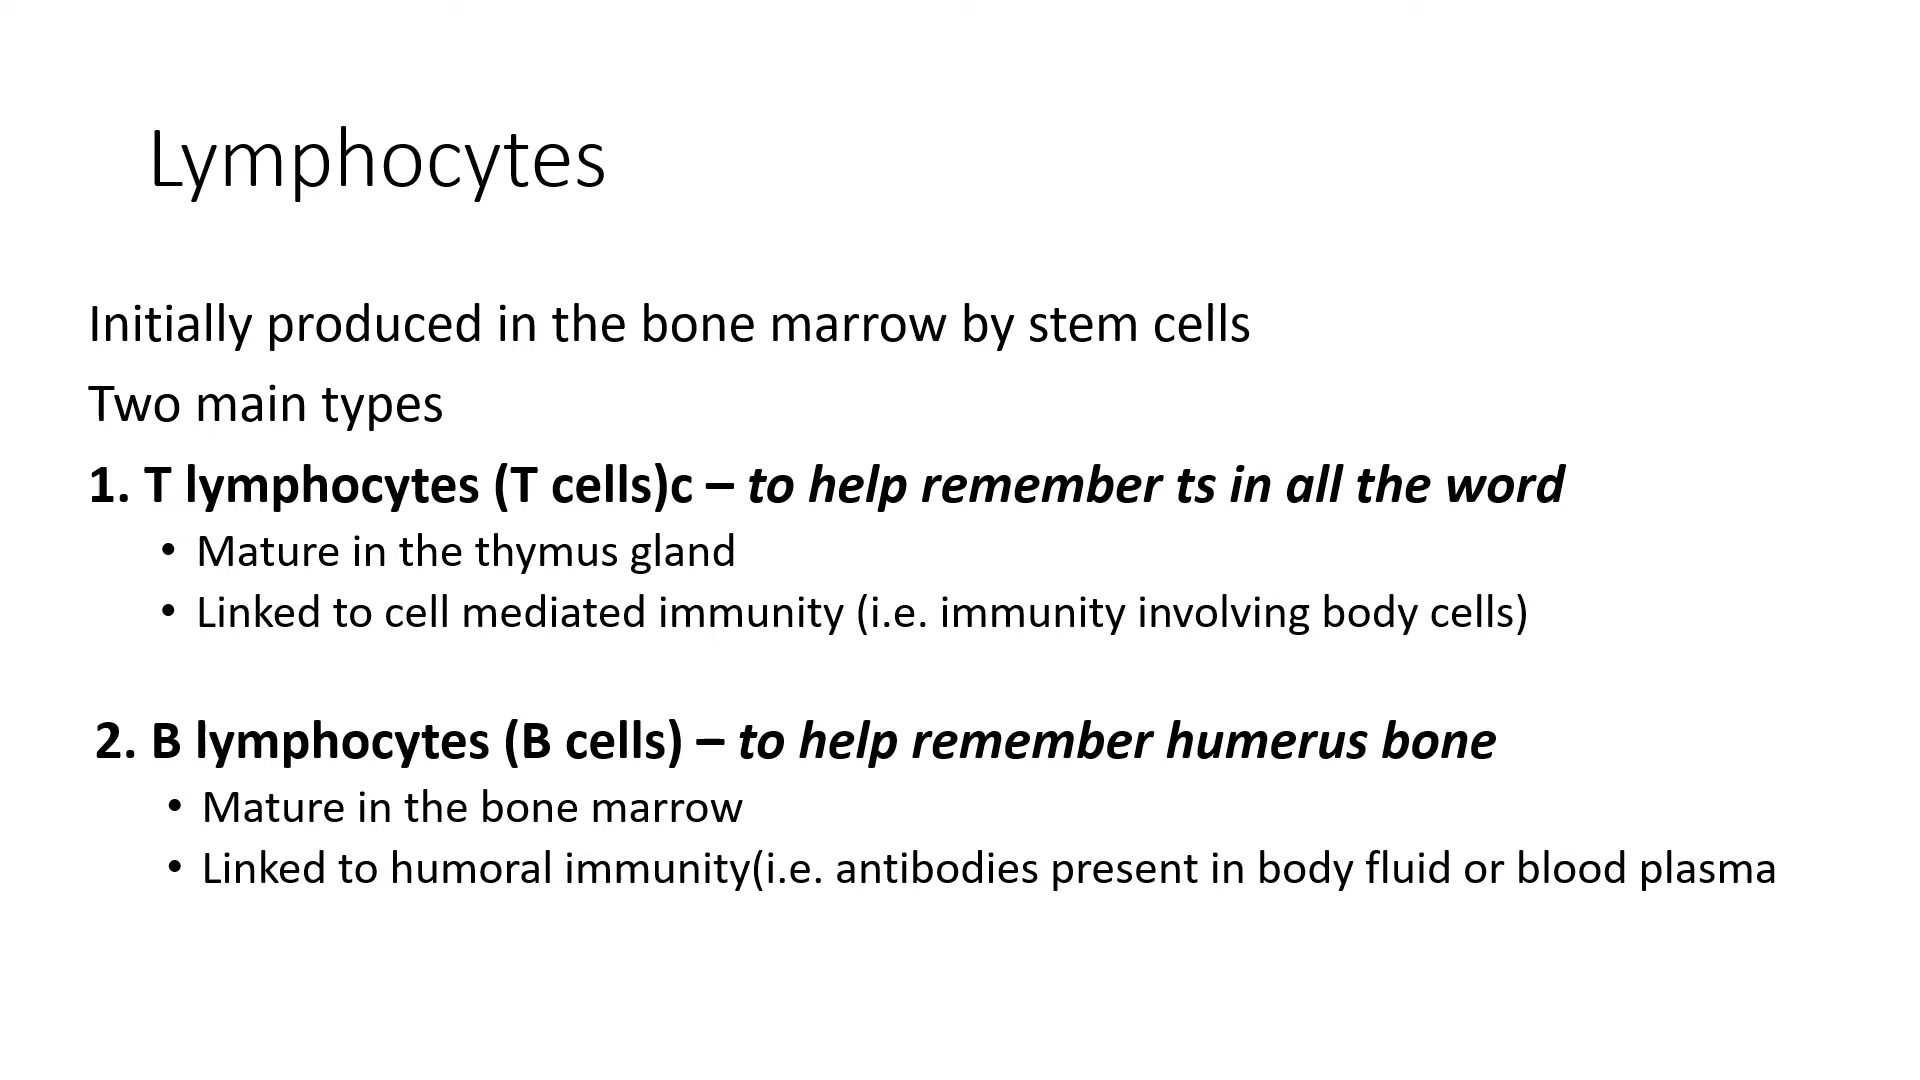 Lymphocytes
Initially produced in the bone marrow by stem cells
Two main types
1. T lymphocytes (T cells)c – to help remember ts in all the word
• Mature in the thymus gland
• Linked to cell mediated immunity (i.e. immunity involving body cells)
2. B lymphocytes (B cells) – to help remember humerus bone
• Mature in the bone marrow
• Linked to humoral immunity(i.e. antibodies present in body fluid or blood plasma